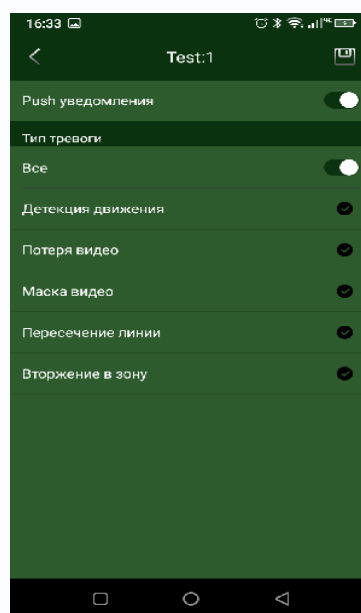 16:33
Test:1
Push уведомления
Тип тревоги
Все
Детекция движения
Потеря видео
Маска видео
Пересечение линии
Вторжение в зону